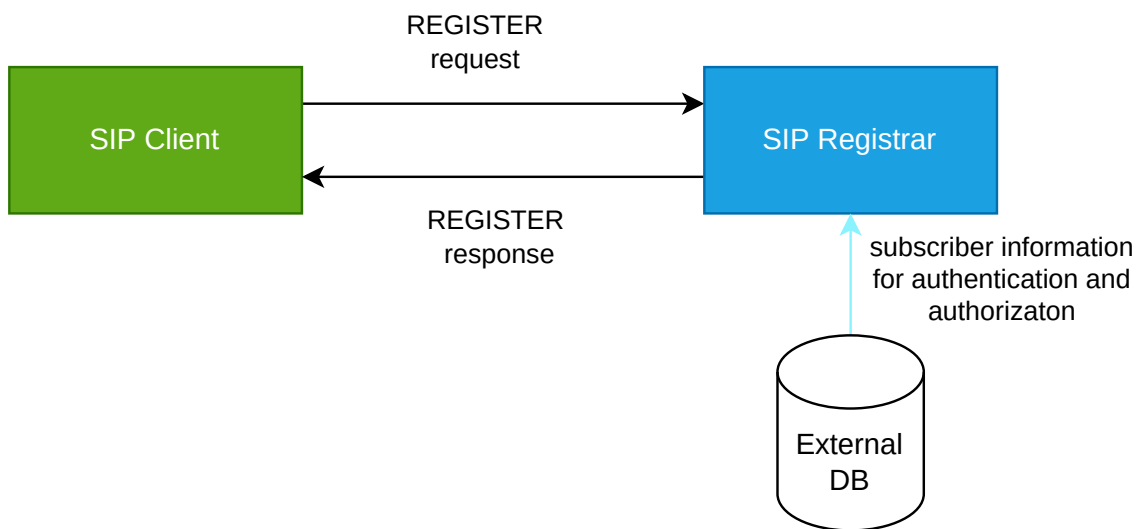 REGISTER
request
SIP Client
SIP Registrar
REGISTER
response
subscriber information
for authentication and
authorizaton
External
DB